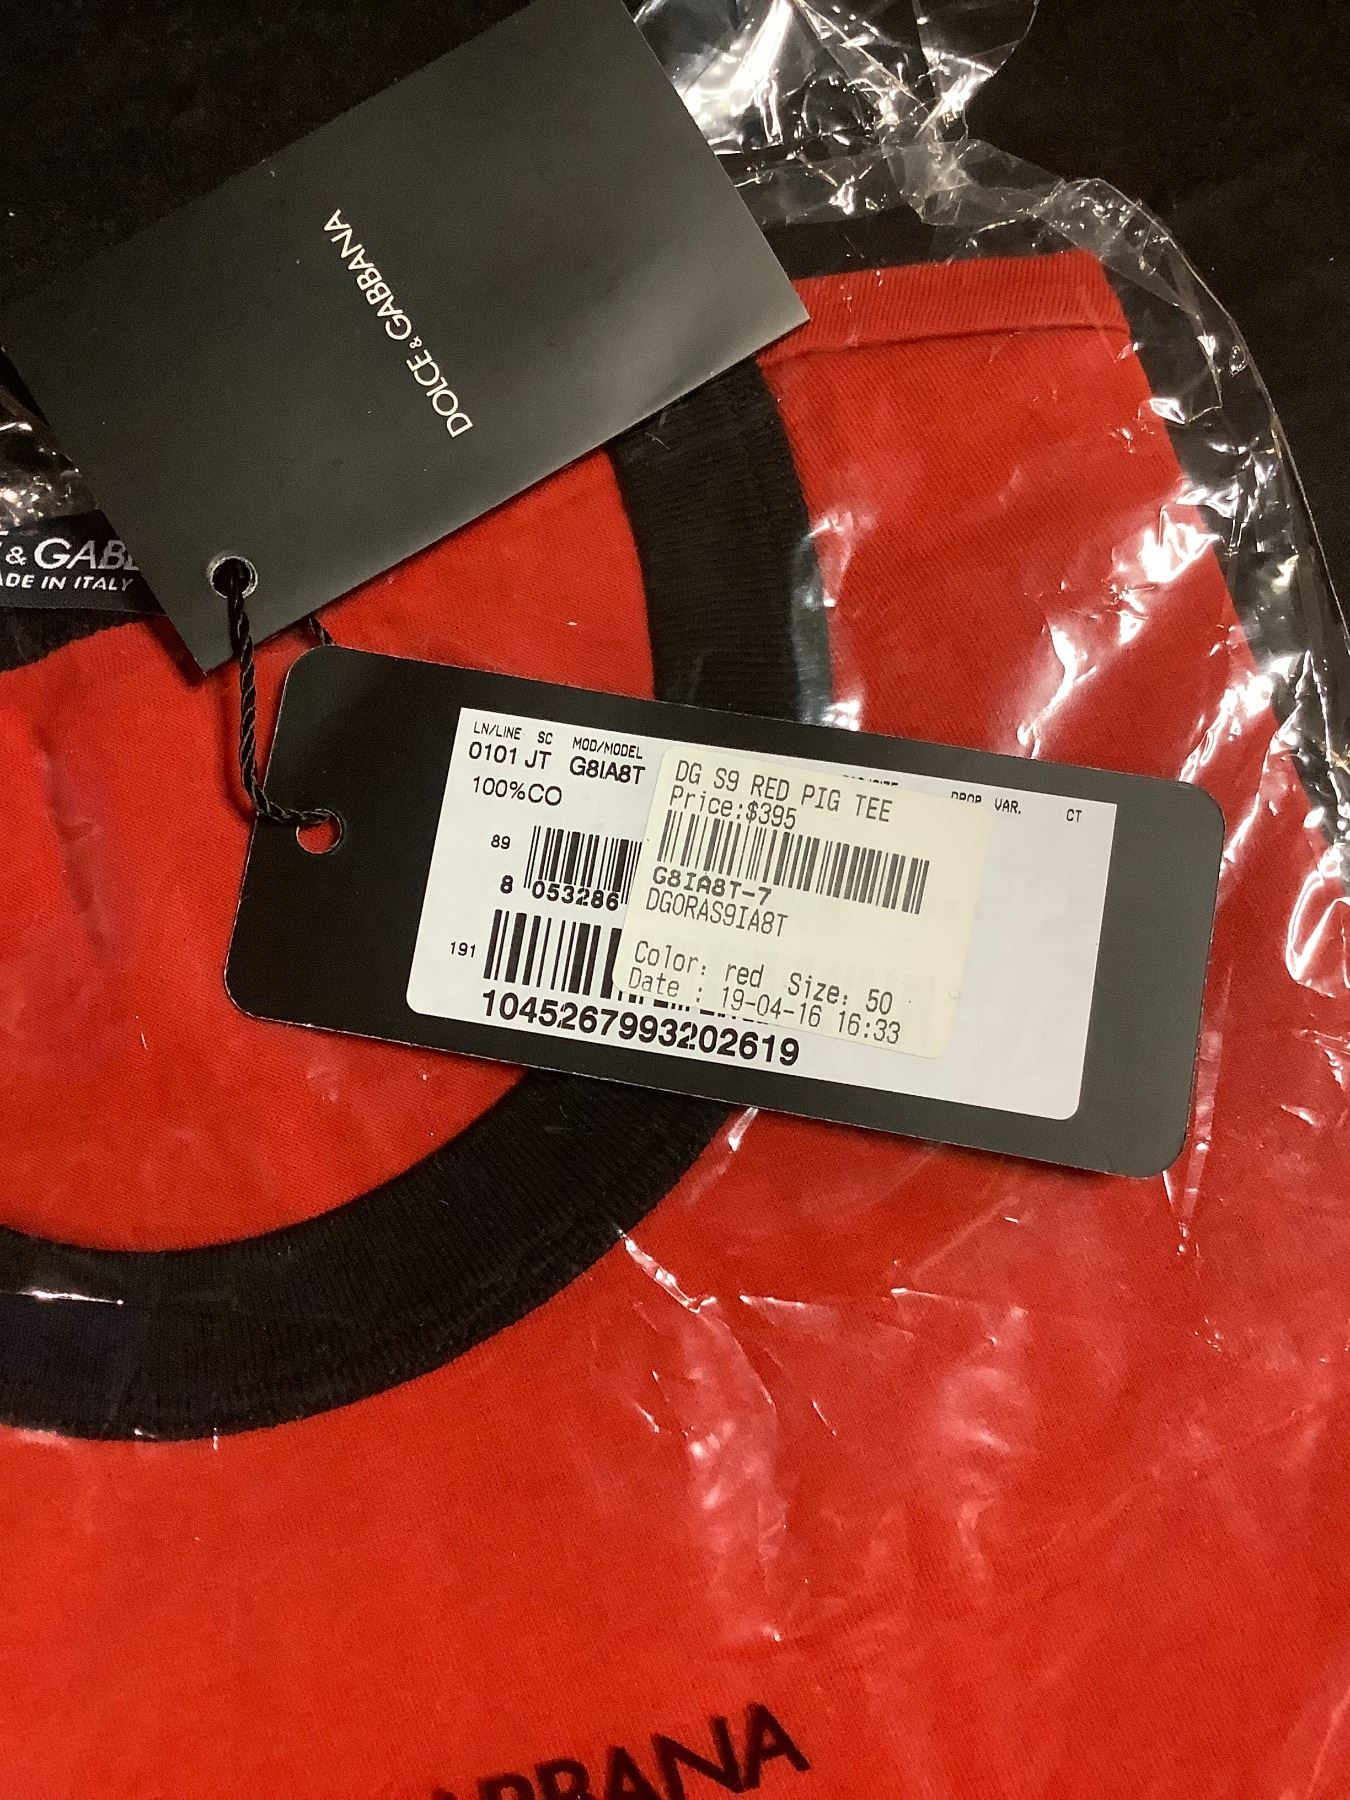 DOLCE & GABBANA
& GAB
MADE IN ITALY
LN/LINE SC MOD/MODEL
0101 JT G8IA8T
DROP VAR. CT
100%CO
89
8 053286
191
1045267993202619
DG S9 RED PIG TEE
Price:$395
G8IA8T-7
DGORAS9IA8T
Color: red Size: 50
Date : 19-04-16 16:33
BBANA